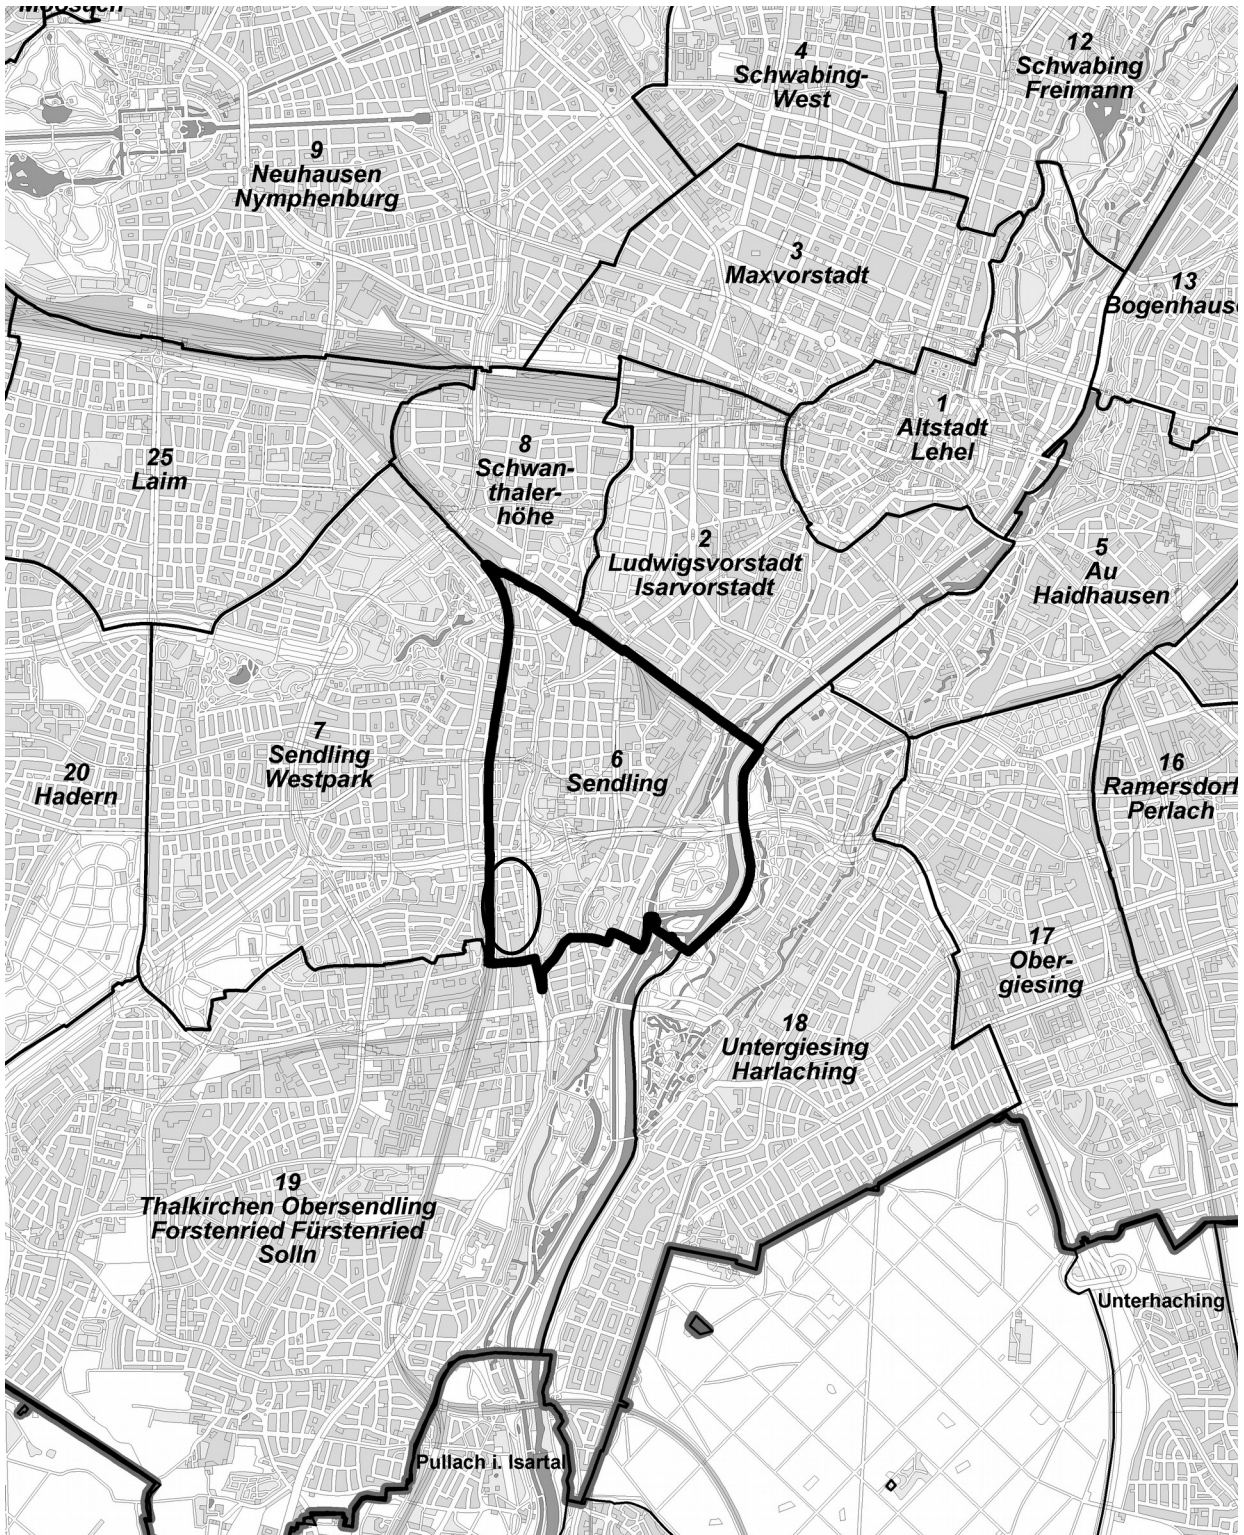 Moosach
4
Schwabing-
West
12
Schwabing
Freimann
9
Neuhausen
Nymphenburg
3
Maxvorstadt
13
Bogenhause
1
Altstadt
Lehel
8
Schwan-
thaler-
höhe
25
Laim
2
Ludwigsvorstadt
Isarvorstadt
5
Au
Haidhausen
7
Sendling
Westpark
6
Sendling
20
Hadern
16
Ramersdorf
Perlach
17
Ober-
giesing
18
Untergiesing
Harlaching
19
Thalkirchen Obersendling
Forstenried Fürstenried
Solln
Unterhaching
Pullach i. Isartal